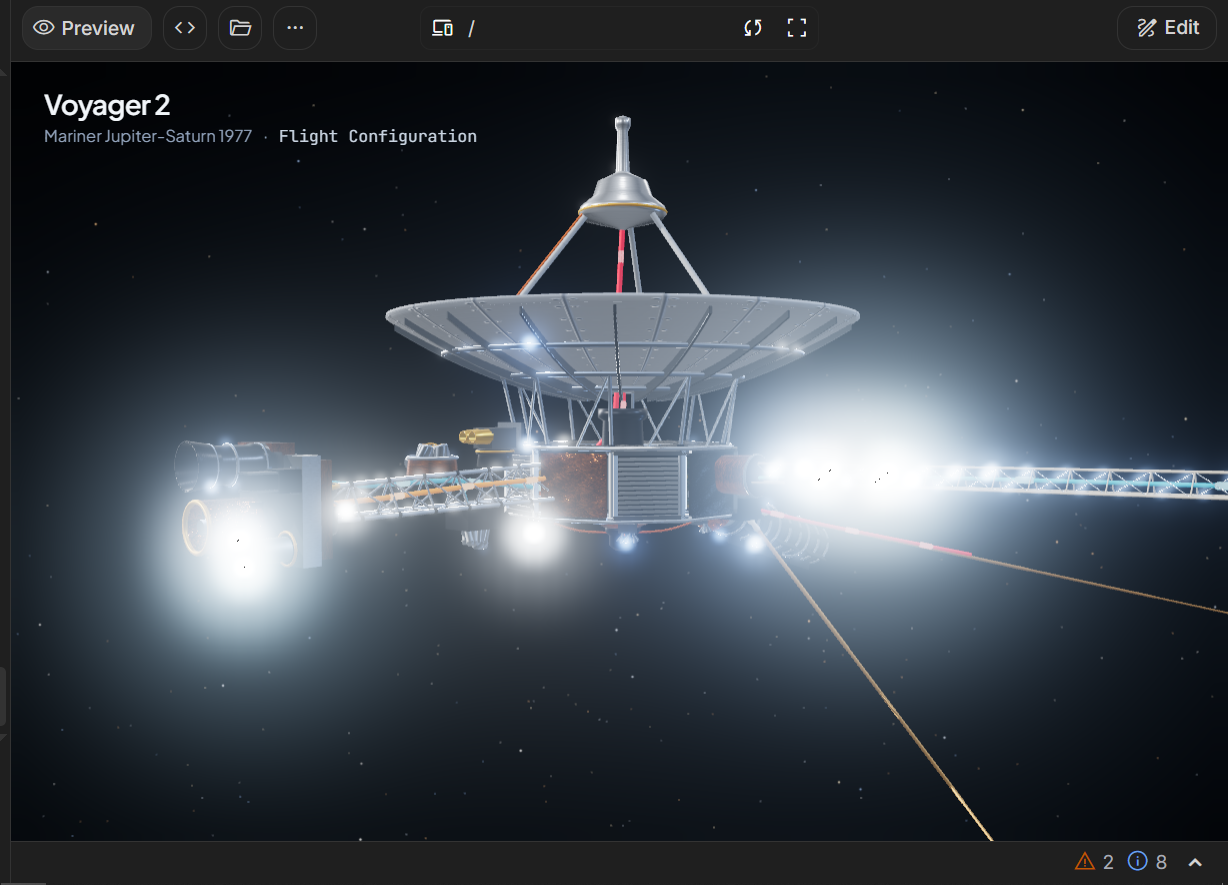 Preview
/
Edit
Voyager 2
Mariner Jupiter-Saturn 1977 · Flight Configuration
2 8